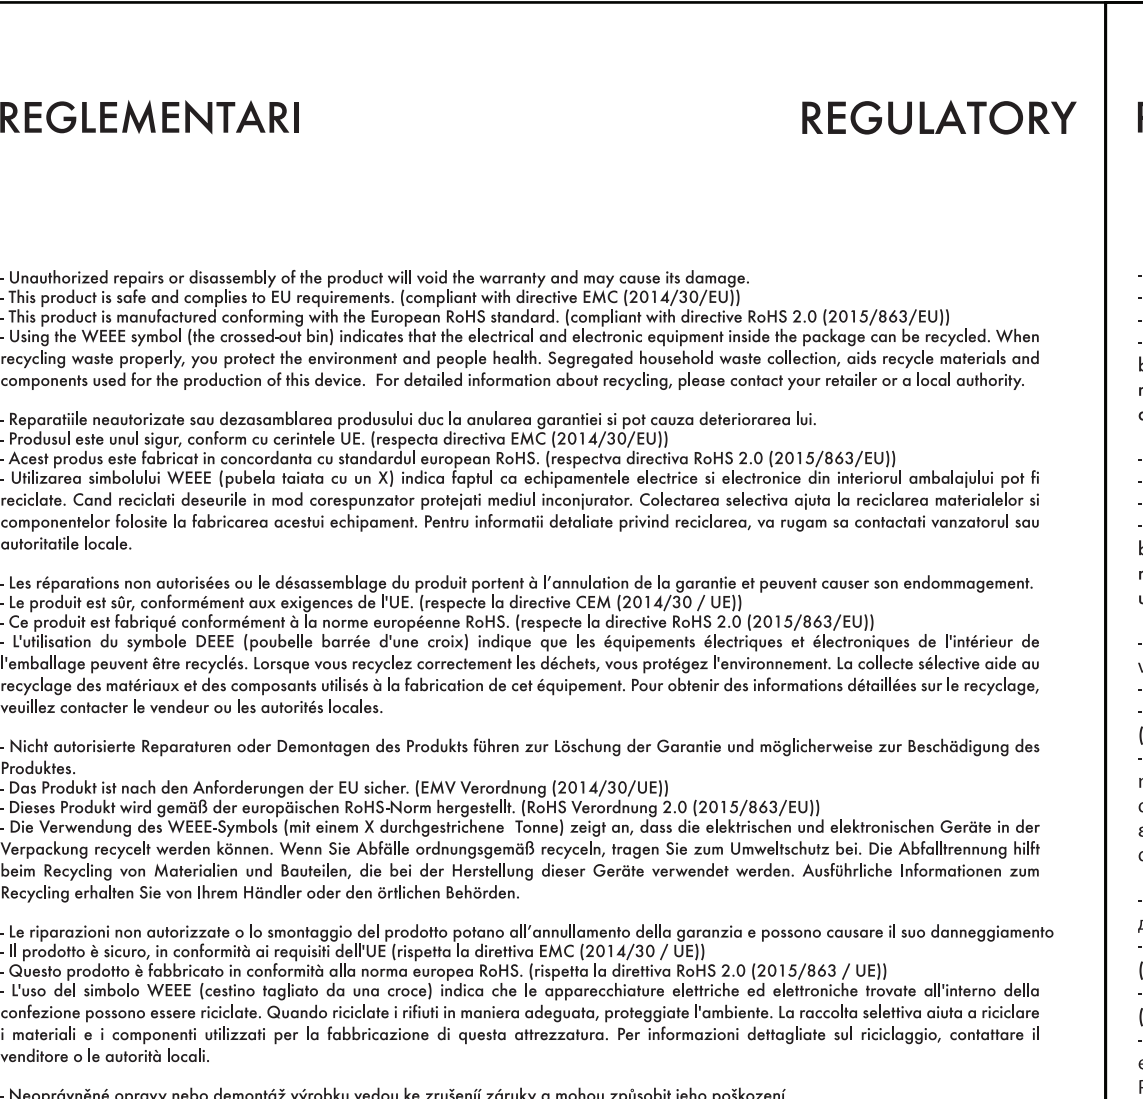 REGLEMENTARI
REGULATORY
- Unauthorized repairs or disassembly of the product will void the warranty and may cause its damage.
- This product is safe and complies to EU requirements. (compliant with directive EMC (2014/30/EU))
- This product is manufactured conforming with the European RoHS standard. (compliant with directive RoHS 2.0 (2015/863/EU))
- Using the WEEE symbol (the crossed-out bin) indicates that the electrical and electronic equipment inside the package can be recycled. When
recycling waste properly, you protect the environment and people health. Segregated household waste collection, aids recycle materials and
components used for the production of this device. For detailed information about recycling, please contact your retailer or a local authority.
- Reparatiile neautorizate sau dezasamblarea produsului duc la anularea garantiei si pot cauza deteriorarea lui.
- Produsul este unul sigur, conform cu cerintele UE. (respecta directiva EMC (2014/30/EU))
- Acest produs este fabricat in concordanta cu standardul european RoHS. (respectva directiva RoHS 2.0 (2015/863/EU))
- Utilizarea simbolului WEEE (pubela taiata cu un X) indica faptul ca echipamentele electrice si electronice din interiorul ambalajului pot fi
reciclate. Cand reciclati deseurile in mod corespunzator protejati mediul inconjurator. Colectarea selectiva ajuta la reciclarea materialelor si
componentelor folosite la fabricarea acestui echipament. Pentru informatii detaliate privind reciclarea, va rugam sa contactati vanzatorul sau
autoritatile locale.
- Les réparations non autorisées ou le désassemblage du produit portent à l’annulation de la garantie et peuvent causer son endommagement.
- Le produit est sûr, conformément aux exigences de l'UE. (respecte la directive CEM (2014/30 / UE))
- Ce produit est fabriqué conformément à la norme européenne RoHS. (respecte la directive RoHS 2.0 (2015/863/EU))
- L'utilisation du symbole DEEE (poubelle barrée d'une croix) indique que les équipements électriques et électroniques de l'intérieur de
l'emballage peuvent être recyclés. Lorsque vous recyclez correctement les déchets, vous protégez l'environnement. La collecte sélective aide au
recyclage des matériaux et des composants utilisés à la fabrication de cet équipement. Pour obtenir des informations détaillées sur le recyclage,
veuillez contacter le vendeur ou les autorités locales.
- Nicht autorisierte Reparaturen oder Demontagen des Produkts führen zur Löschung der Garantie und möglicherweise zur Beschädigung des
Produktes.
- Das Produkt ist nach den Anforderungen der EU sicher. (EMV Verordnung (2014/30/UE))
- Dieses Produkt wird gemäß der europäischen RoHS-Norm hergestellt. (RoHS Verordnung 2.0 (2015/863/EU))
- Die Verwendung des WEEE-Symbols (mit einem X durchgestrichene Tonne) zeigt an, dass die elektrischen und elektronischen Geräte in der
Verpackung recycelt werden können. Wenn Sie Abfälle ordnungsgemäß recyceln, tragen Sie zum Umweltschutz bei. Die Abfalltrennung hilft
beim Recycling von Materialien und Bauteilen, die bei der Herstellung dieser Geräte verwendet werden. Ausführliche Informationen zum
Recycling erhalten Sie von Ihrem Händler oder den örtlichen Behörden.
- Le riparazioni non autorizzate o lo smontaggio del prodotto potano all’annullamento della garanzia e possono causare il suo danneggiamento
- Il prodotto è sicuro, in conformità ai requisiti dell'UE (rispetta la direttiva EMC (2014/30 / UE))
- Questo prodotto è fabbricato in conformità alla norma europea RoHS. (rispetta la direttiva RoHS 2.0 (2015/863 / UE))
- L'uso del simbolo WEEE (cestino tagliato da una croce) indica che le apparecchiature elettriche ed elettroniche trovate all'interno della
confezione possono essere riciclate. Quando riciclate i rifiuti in maniera adeguata, proteggiate l'ambiente. La raccolta selettiva aiuta a riciclare
i materiali e i componenti utilizzati per la fabbricazione di questa attrezzatura. Per informazioni dettagliate sul riciclaggio, contattare il
venditore o le autorità locali.
- Neoprávněné opravy nebo demontáž výrobku vedou ke zrušeníí záruky a mohou způsobit jeho poškození